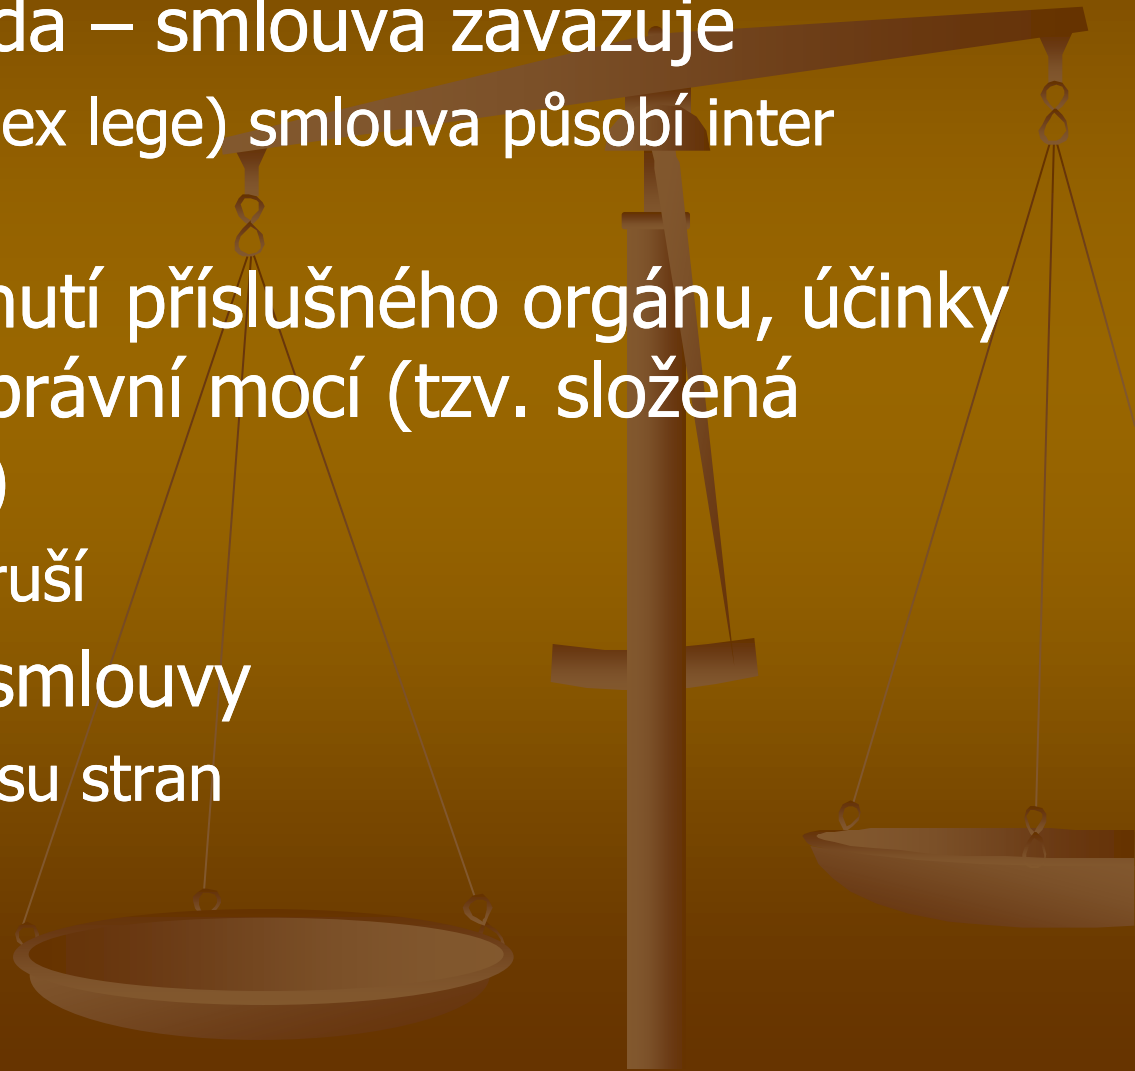 da – smlouva zavazuje
ex lege) smlouva působí inter
nutí příslušného orgánu, účinky
právní mocí (tzv. složená
)
ruší
smlouvy
su stran